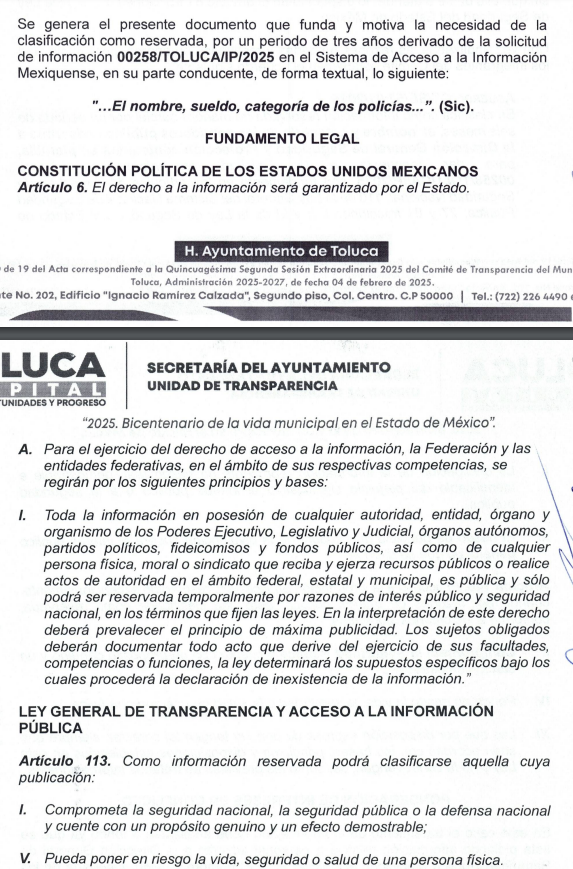 Se genera el presente documento que funda y motiva la necesidad de la
clasificación como reservada, por un periodo de tres años derivado de la solicitud
de información 00258/TOLUCA/IP/2025 en el Sistema de Acceso a la Información
Mexiquense, en su parte conducente, de forma textual, lo siguiente:
"...El nombre, sueldo, categoría de los policías...”. (Sic).
FUNDAMENTO LEGAL
CONSTITUCIÓN POLÍTICA DE LOS ESTADOS UNIDOS MEXICANOS
Artículo 6. El derecho a la información será garantizado por el Estado.
H. Ayuntamiento de Toluca
de 19 del Acta correspondiente a la Quincuagésima Segunda Sesión Extraordinaria 2025 del Comité de Transparencia del Mun
Toluca, Administración 2025-2027, de fecha 04 de febrero de 2025.
te No. 202, Edificio "Ignacio Ramírez Calzada", Segundo piso, Col. Centro. C.P 50000 | Tel.: (722) 226 4490
LUCA
PITAL
TUNIDADES Y PROGRESO
SECRETARÍA DEL AYUNTAMIENTO
UNIDAD DE TRANSPARENCIA
“2025. Bicentenario de la vida municipal en el Estado de México”.
A. Para el ejercicio del derecho de acceso a la información, la Federación y las
entidades federativas, en el ámbito de sus respectivas competencias, se
regirán por los siguientes principios y bases:
I. Toda la información en posesión de cualquier autoridad, entidad, órgano y
organismo de los Poderes Ejecutivo, Legislativo y Judicial, órganos autónomos,
partidos políticos, fideicomisos y fondos públicos, así como de cualquier
persona física, moral o sindicato que reciba y ejerza recursos públicos o realice
actos de autoridad en el ámbito federal, estatal y municipal, es pública y sólo
podrá ser reservada temporalmente por razones de interés público y seguridad
nacional, en los términos que fijen las leyes. En la interpretación de este derecho
deberá prevalecer el principio de máxima publicidad. Los sujetos obligados
deberán documentar todo acto que derive del ejercicio de sus facultades,
competencias o funciones, la ley determinará los supuestos específicos bajo los
cuales procederá la declaración de inexistencia de la información.”
LEY GENERAL DE TRANSPARENCIA Y ACCESO A LA INFORMACIÓN
PÚBLICA
Artículo 113. Como información reservada podrá clasificarse aquella cuya
publicación:
I. Comprometa la seguridad nacional, la seguridad pública o la defensa nacional
y cuente con un propósito genuino y un efecto demostrable;
V. Pueda poner en riesgo la vida, seguridad o salud de una persona física.